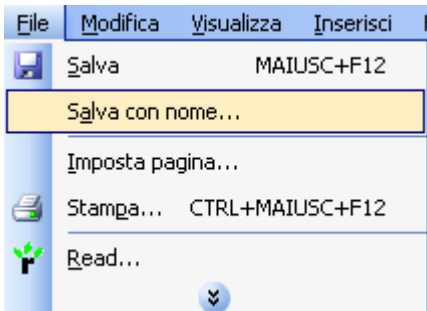 File Modifica Visualizza Inserisci
Salva MAIUSC+F12
Salva con nome...
Imposta pagina...
Stampa... CTRL+MAIUSC+F12
Read...